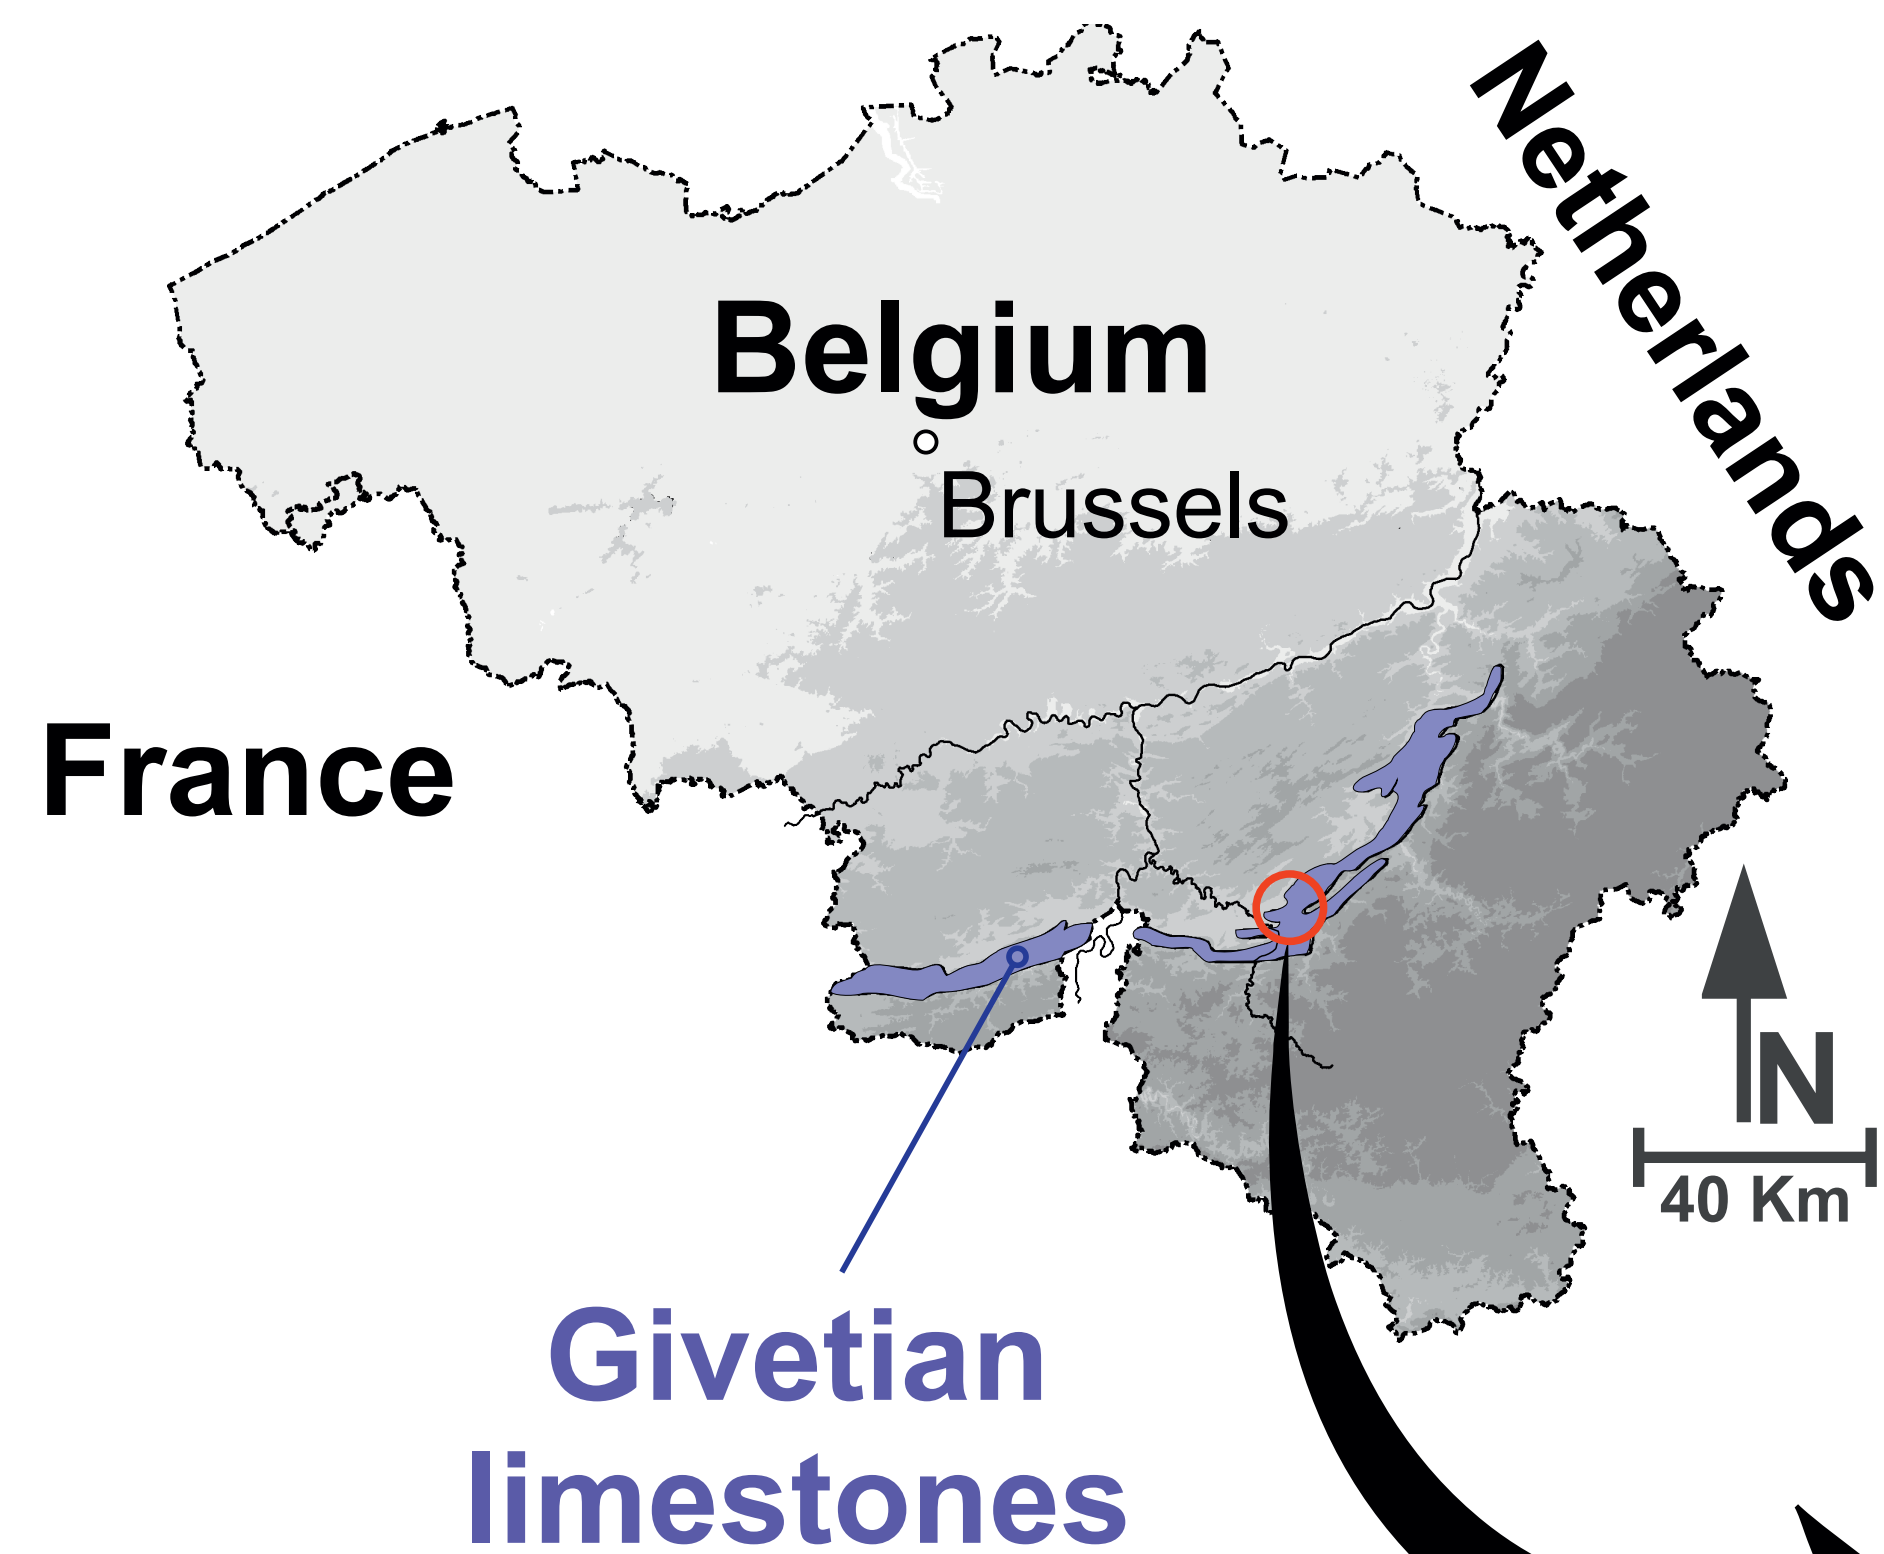 Netherlands
Belgium
Brussels
France
N
40 Km
Givetian
limestones